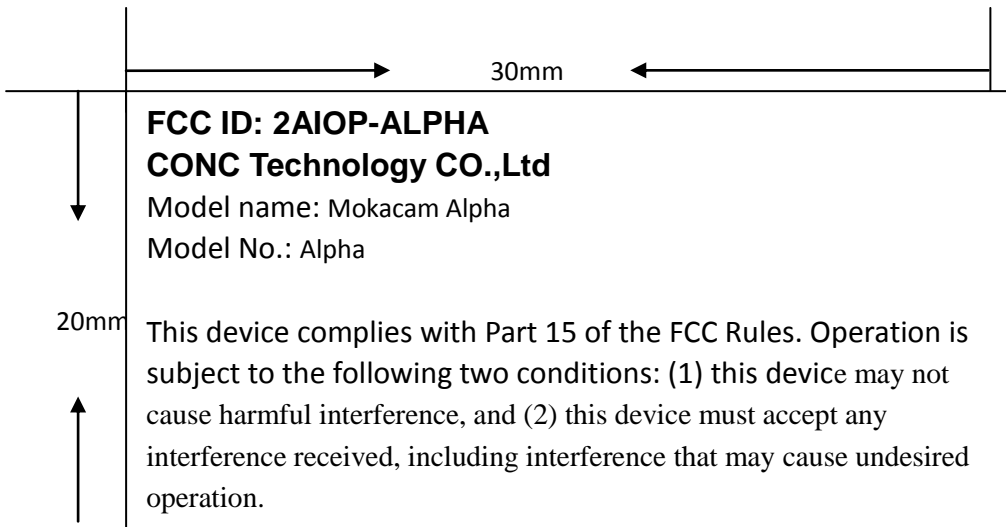 30mm
FCC ID: 2AIOP-ALPHA
CONC Technology CO.,Ltd
Model name: Mokacam Alpha
Model No.: Alpha
20mm
This device complies with Part 15 of the FCC Rules. Operation is
subject to the following two conditions: (1) this device may not
cause harmful interference, and (2) this device must accept any
interference received, including interference that may cause undesired
operation.